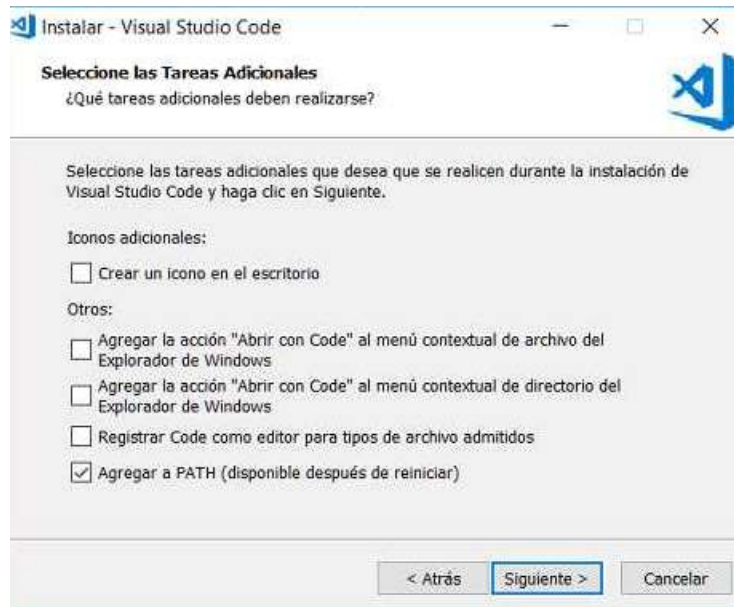 Instalar - Visual Studio Code
Seleccione las Tareas Adicionales
¿Qué tareas adicionales deben realizarse?
Seleccione las tareas adicionales que desea que se realicen durante la instalación de
Visual Studio Code y haga clic en Siguiente.
Iconos adicionales:
Crear un icono en el escritorio
Otros:
Agregar la acción "Abrir con Code" al menú contextual de archivo del
Explorador de Windows
Agregar la acción "Abrir con Code" al menú contextual de directorio del
Explorador de Windows
Registrar Code como editor para tipos de archivo admitidos
Agregar a PATH (disponible después de reiniciar)
< Atrás Siguiente > Cancelar